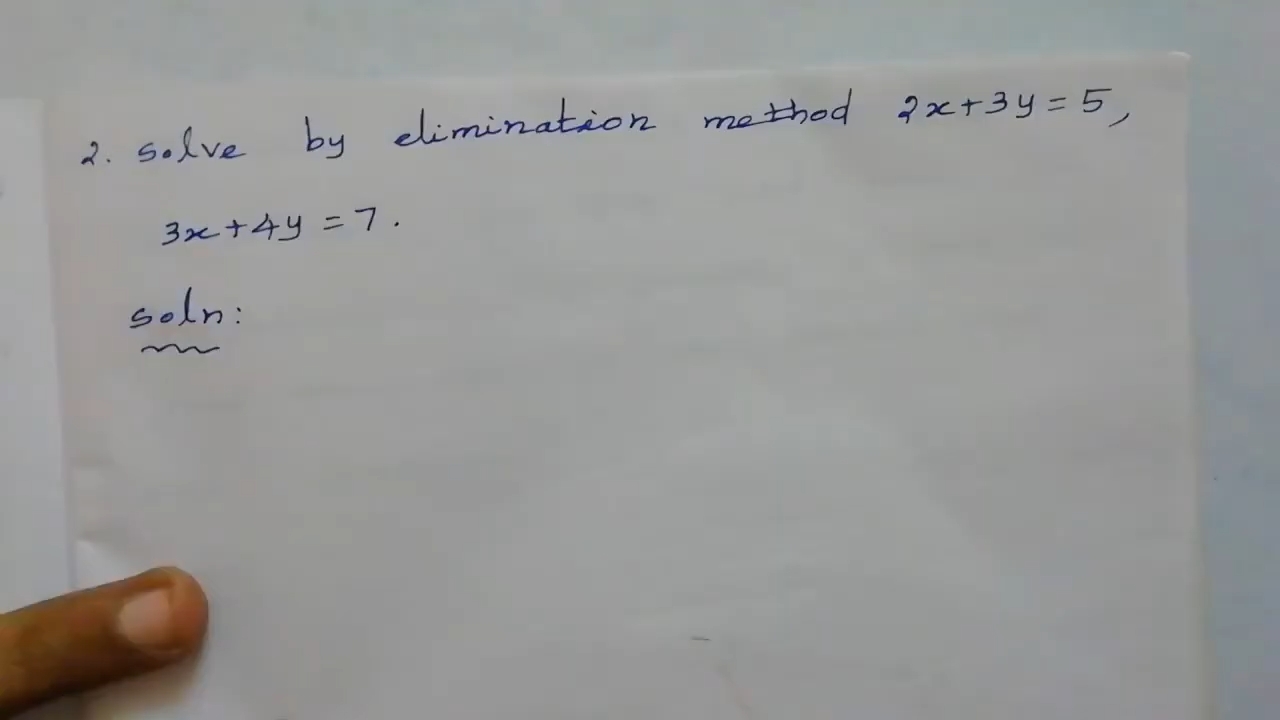 2. solve by elimination method 2x+3y=5,
3x+4y=7.
soln: